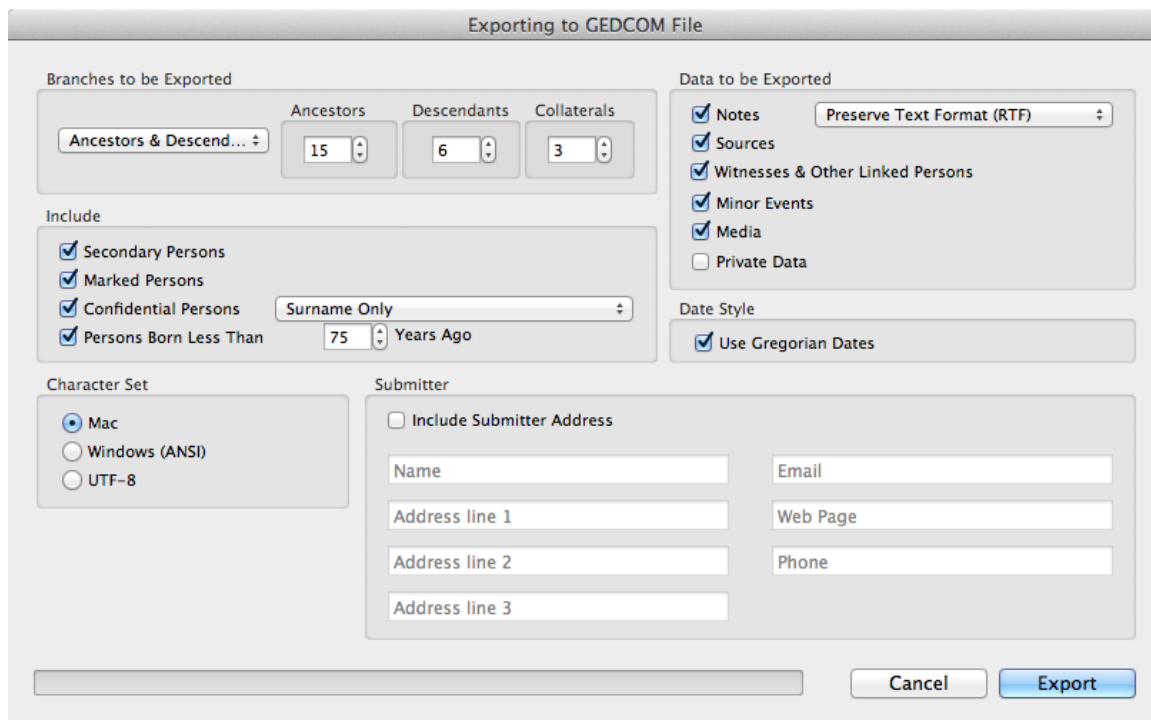 Exporting to GEDCOM File
Branches to be Exported
Ancestors Descendants Collaterals
Ancestors & Descend... 15 6 3
Include
Secondary Persons
Marked Persons
Confidential Persons Surname Only
Persons Born Less Than 75 Years Ago
Data to be Exported
Notes Preserve Text Format (RTF)
Sources
Witnesses & Other Linked Persons
Minor Events
Media
Private Data
Date Style
Use Gregorian Dates
Character Set
Mac
Windows (ANSI)
UTF-8
Submitter
Include Submitter Address
Name Email
Address line 1 Web Page
Address line 2 Phone
Address line 3
Cancel Export